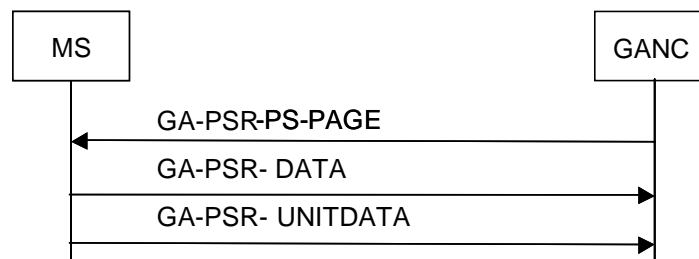 MS GANC
GA-PSR-PS-PAGE
GA-PSR- DATA
GA-PSR- UNITDATA